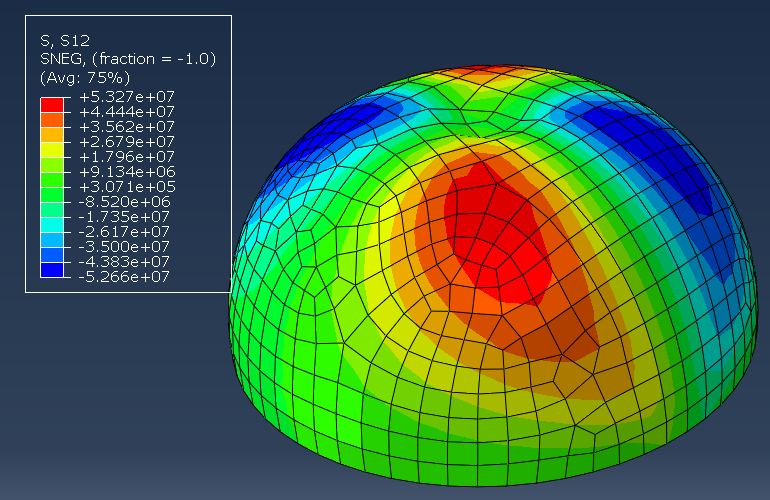 S, S12
SNEG, (fraction = -1.0)
(Avg: 75%)
+5.327e+07
+4.444e+07
+3.562e+07
+2.679e+07
+1.796e+07
+9.134e+06
+3.071e+05
-8.520e+06
-1.735e+07
-2.617e+07
-3.500e+07
-4.383e+07
-5.266e+07